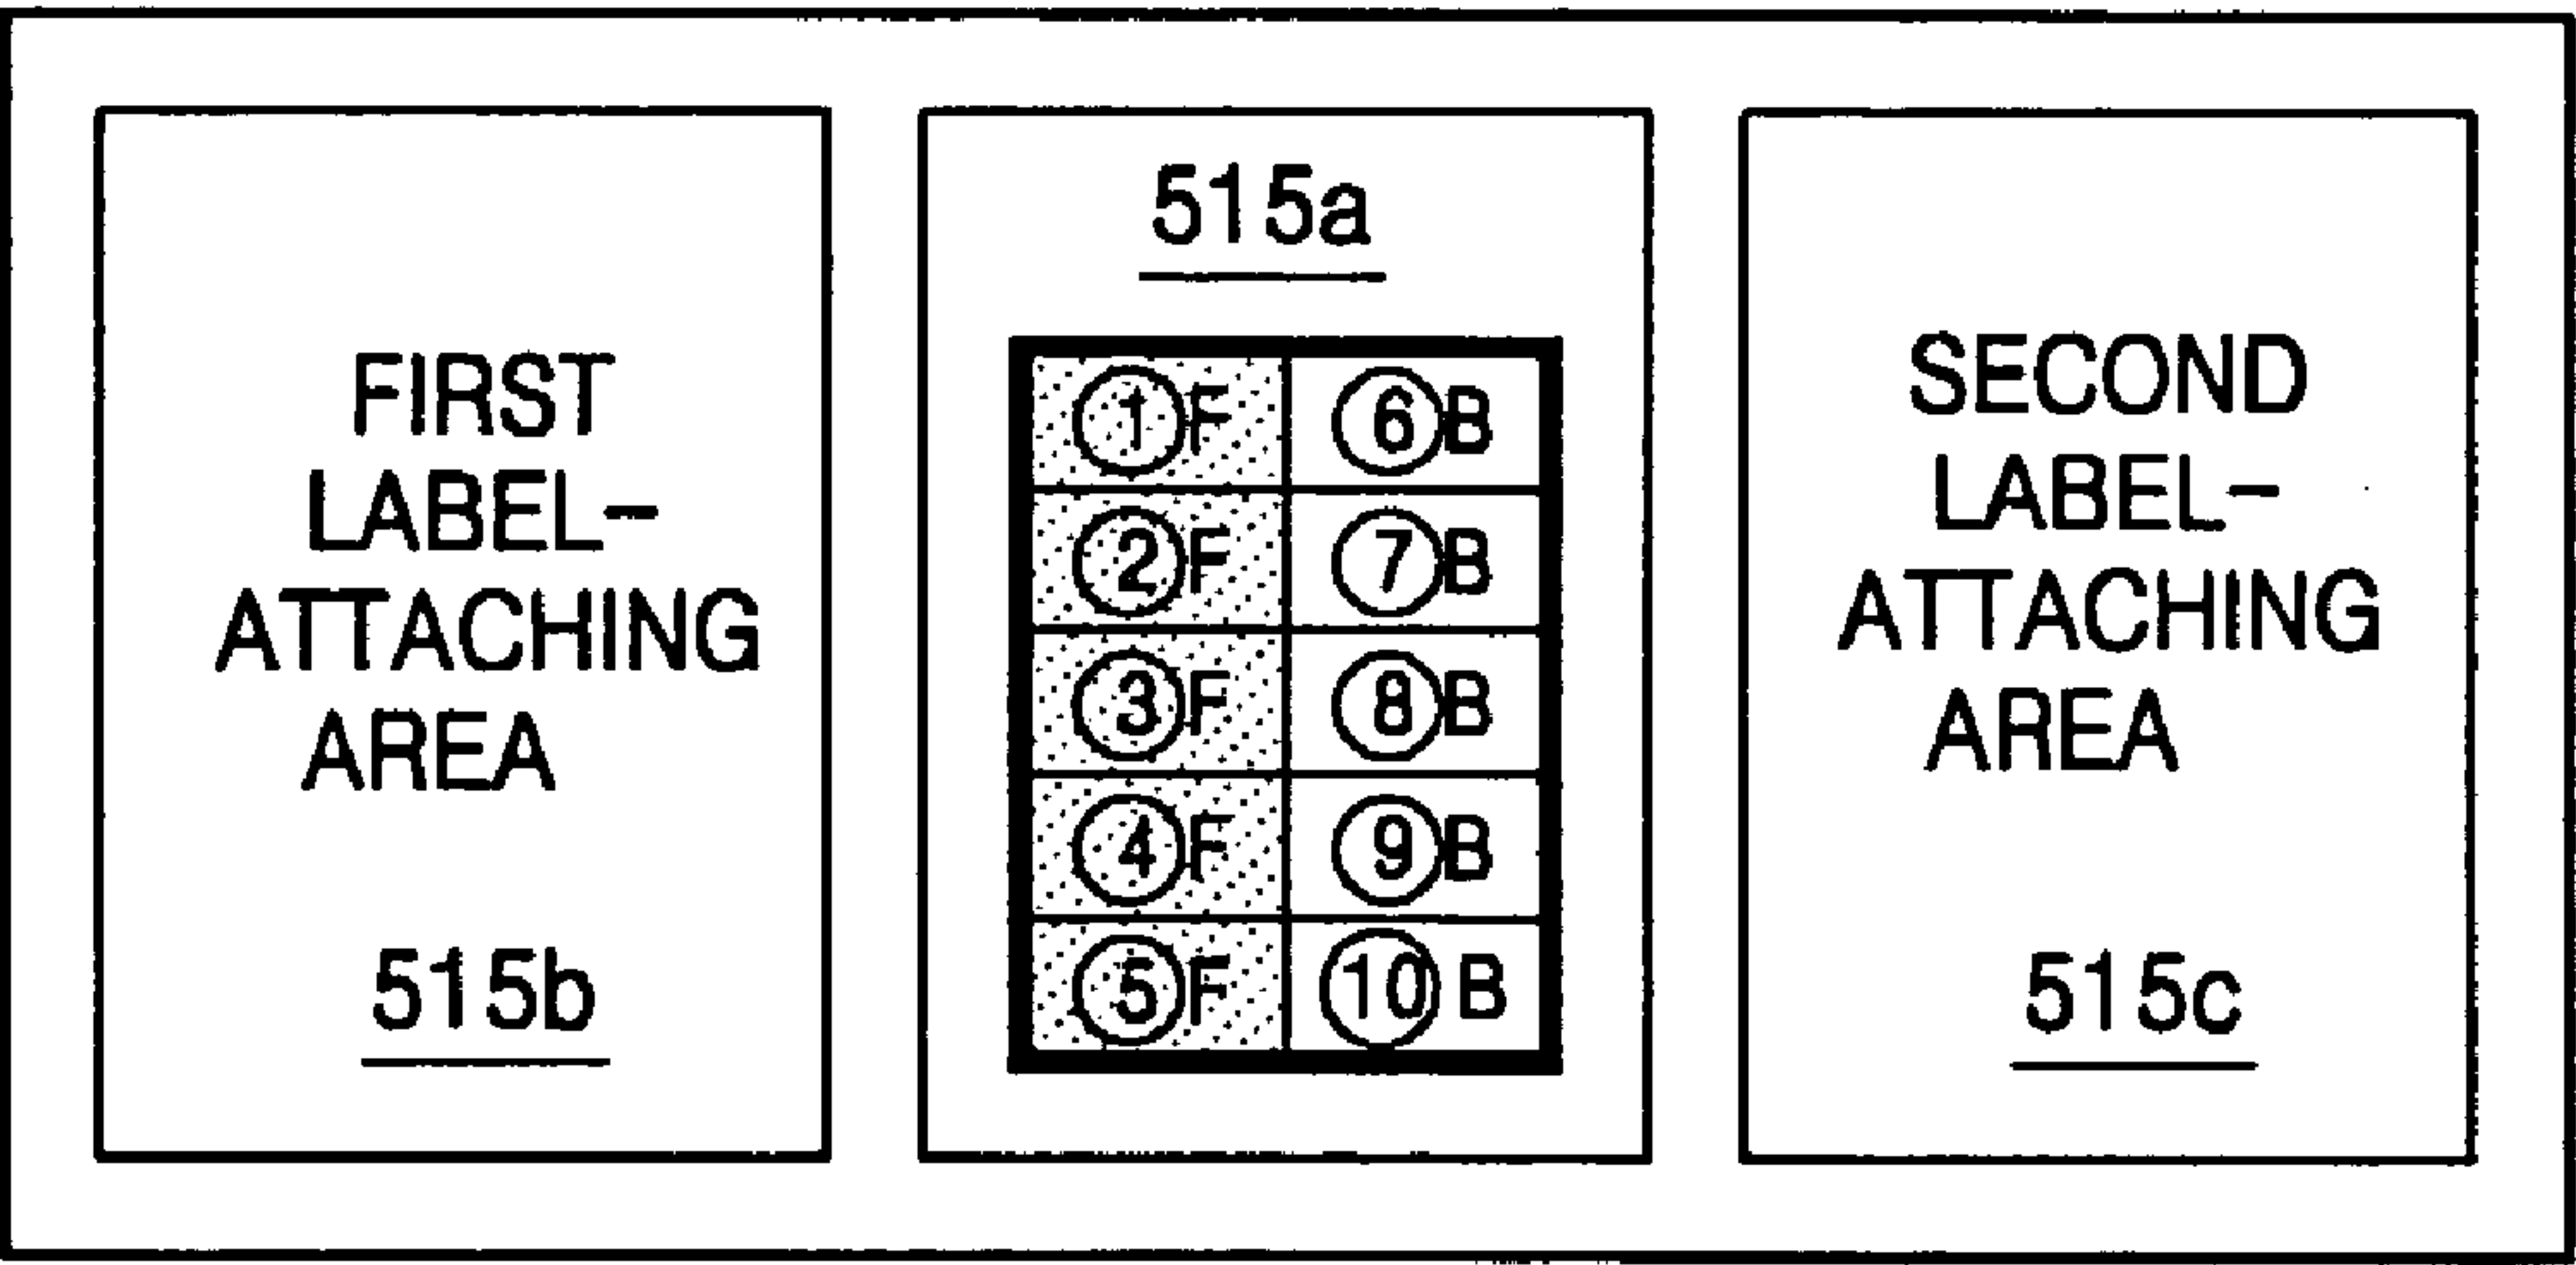 FIRST
LABEL-
ATTACHING
AREA
515b
515a
①F ⑥B
②F ⑦B
③F ⑧B
④F ⑨B
⑤F ⑩B
SECOND
LABEL-
ATTACHING
AREA
515c